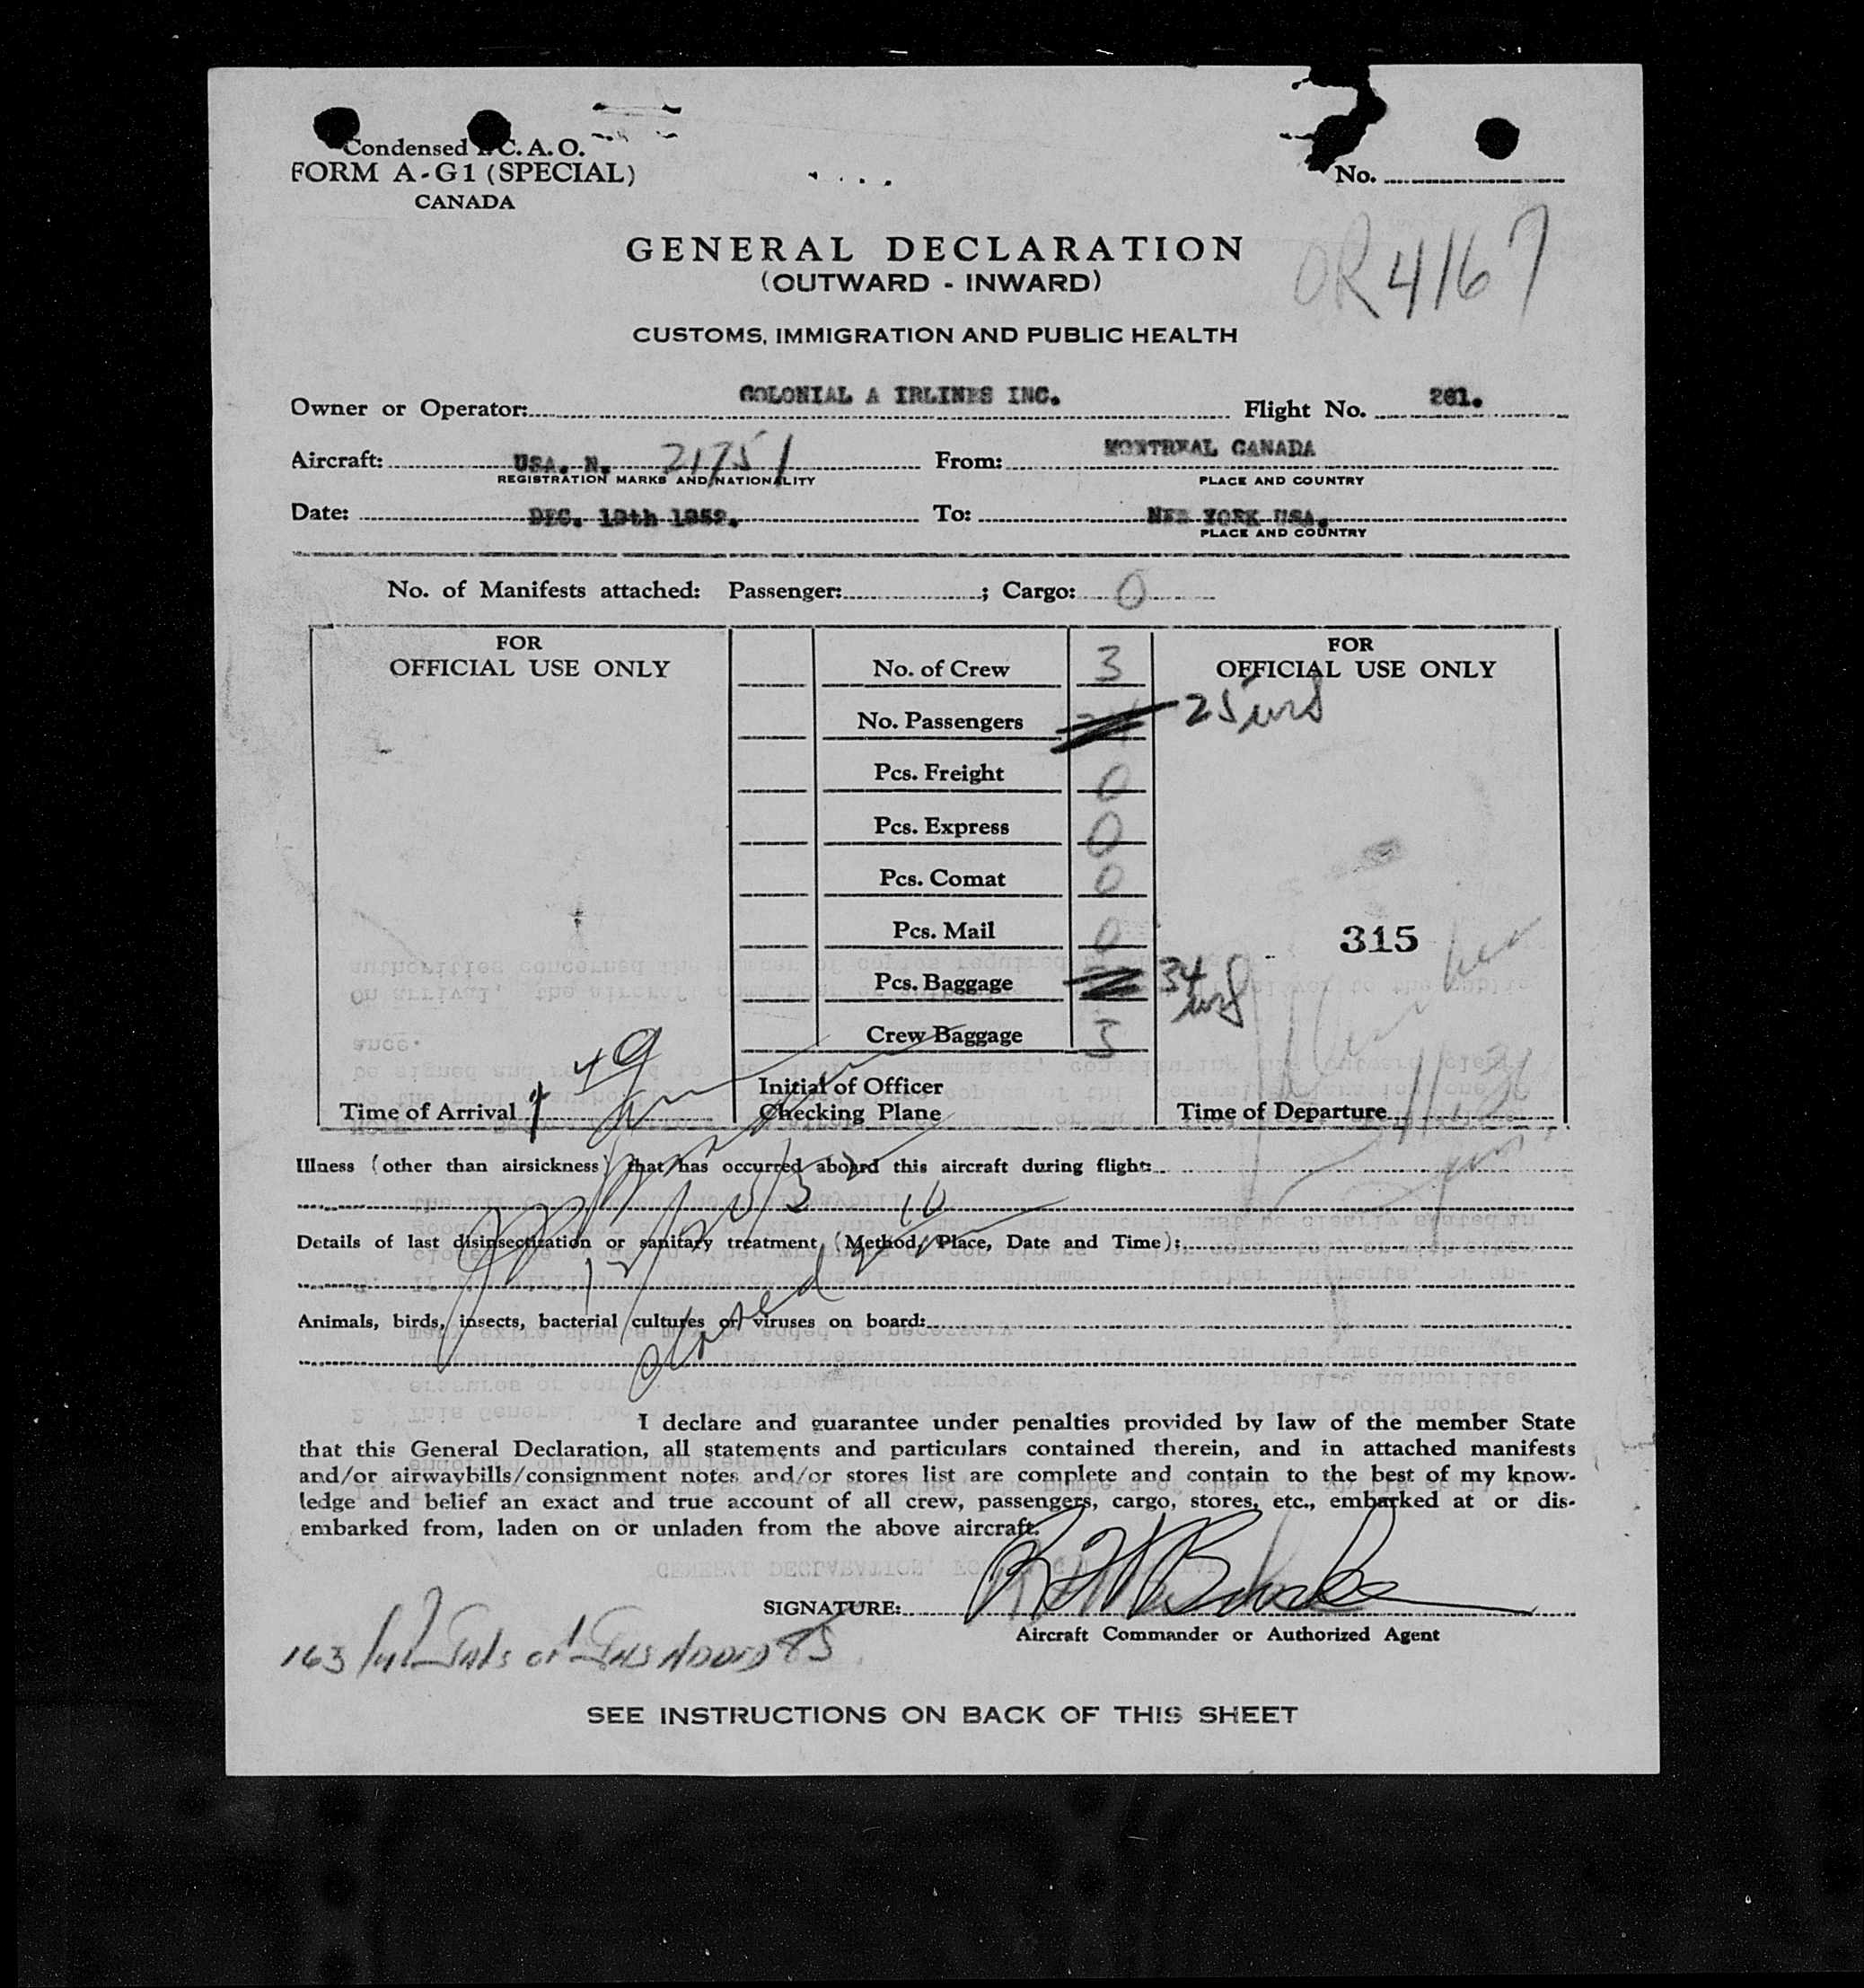 Condensed I.C.A.O.
FORM A-G1 (SPECIAL)
CANADA
No.
OR4167
GENERAL DECLARATION
(OUTWARD - INWARD)
CUSTOMS, IMMIGRATION AND PUBLIC HEALTH
Owner or Operator: COLONIAL A IRLINES INC. Flight No. 261.
Aircraft: USA. N. 21751 From: MONTREAL CANADA
REGISTRATION MARKS AND NATIONALITY PLACE AND COUNTRY
Date: DEC. 19th 1952. To: NEW YORK USA.
PLACE AND COUNTRY
No. of Manifests attached: Passenger: ; Cargo: 0
FOR
OFFICIAL USE ONLY
No. of Crew 3
FOR
OFFICIAL USE ONLY
No. Passengers 25
Pcs. Freight 0
Pcs. Express 0
Pcs. Comat 0
Pcs. Mail 0
315
Pcs. Baggage 34
Crew Baggage 3
Time of Arrival 1 49
Initial of Officer
Checking Plane
Time of Departure
Illness (other than airsickness) that has occurred aboard this aircraft during flight:
Details of last disinsectization or sanitary treatment (Method, Place, Date and Time):
closed
Animals, birds, insects, bacterial cultures or viruses on board:
I declare and guarantee under penalties provided by law of the member State
that this General Declaration, all statements and particulars contained therein, and in attached manifests
and/or airwaybills/consignment notes and/or stores list are complete and contain to the best of my know-
ledge and belief an exact and true account of all crew, passengers, cargo, stores, etc., embarked at or dis-
embarked from, laden on or unladen from the above aircraft.
SIGNATURE:
Aircraft Commander or Authorized Agent
163
SEE INSTRUCTIONS ON BACK OF THIS SHEET